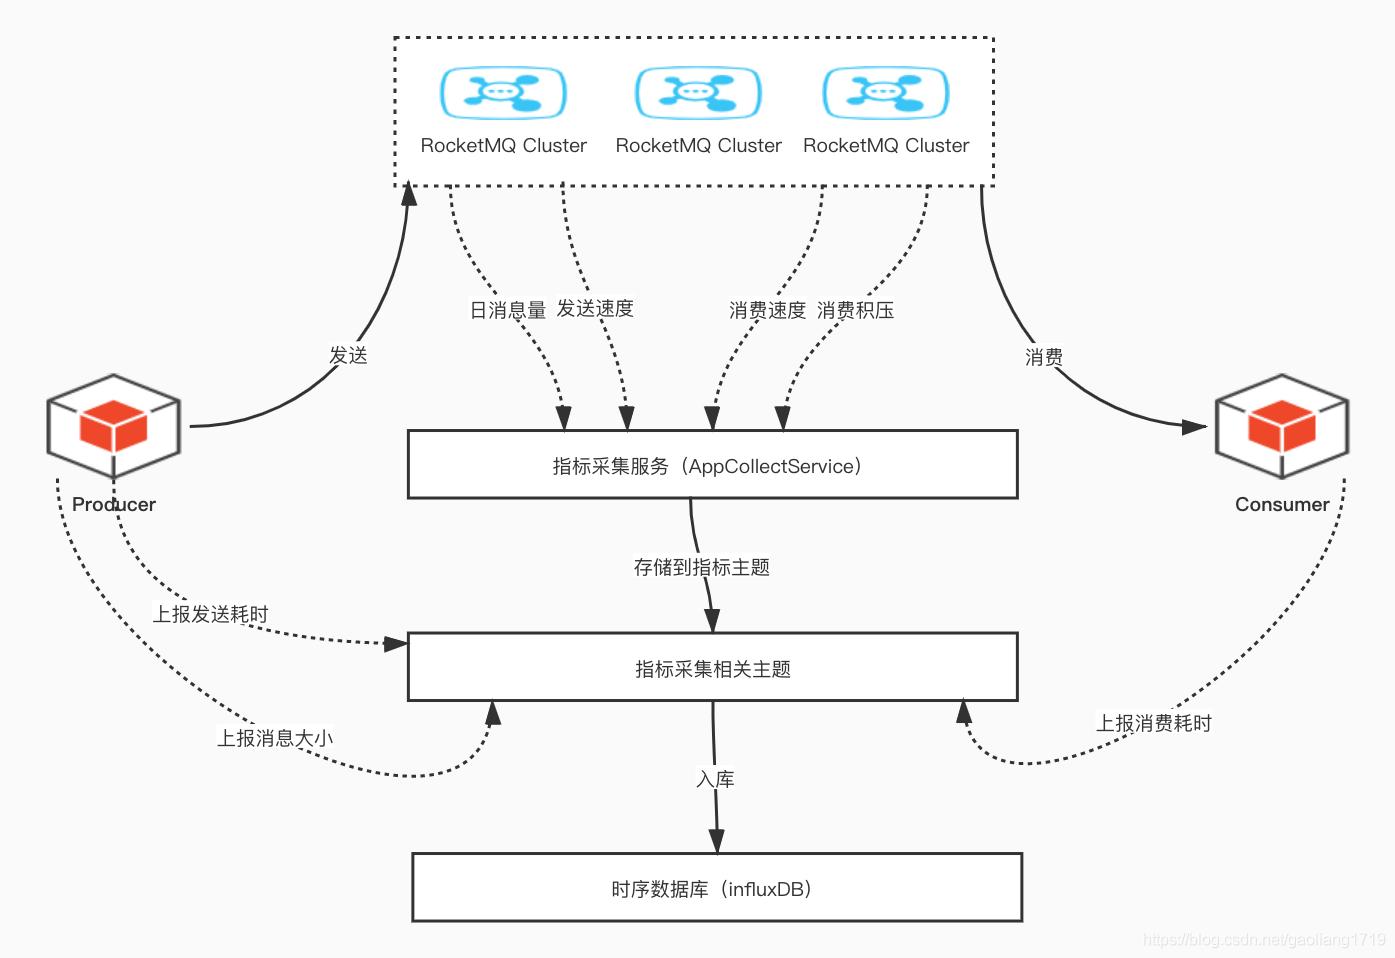 RocketMQ Cluster
RocketMQ Cluster
RocketMQ Cluster
日消息量
发送速度
消费速度
消费积压
发送
消费
指标采集服务（AppCollectService）
Producer
Consumer
存储到指标主题
上报发送耗时
指标采集相关主题
上报消息大小
上报消费耗时
入库
时序数据库（influxDB）
https://blog.csdn.net/gaoliang1719